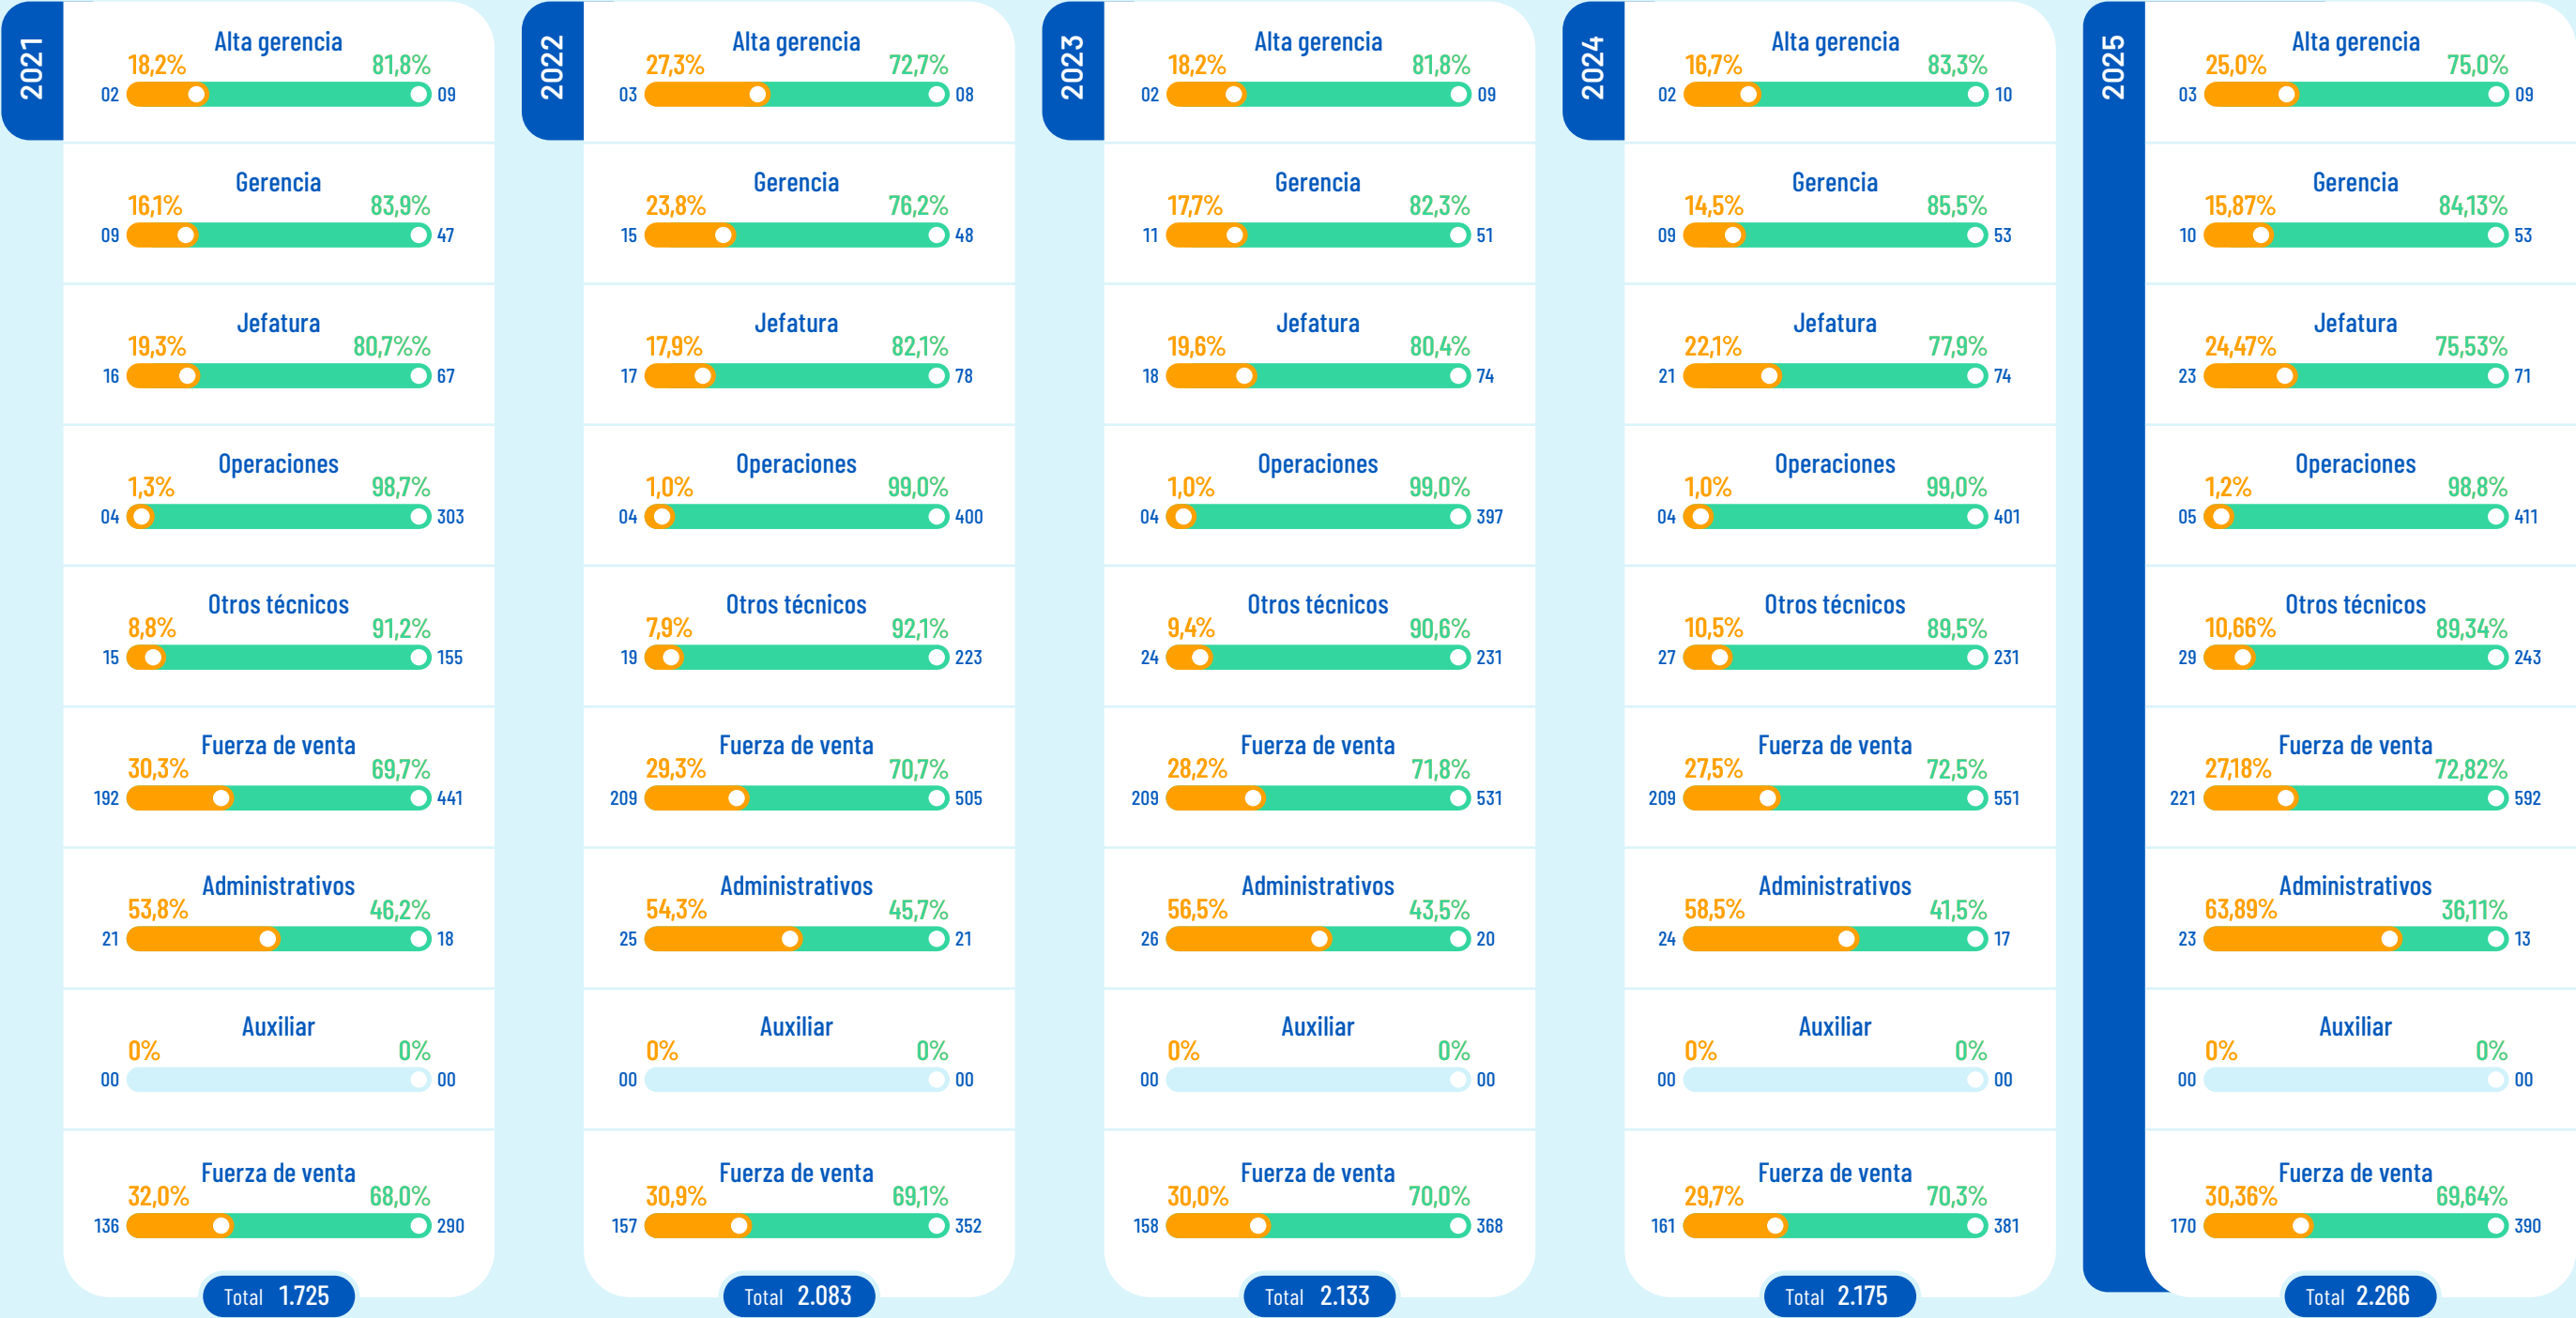 2021
Alta gerencia
18,2% 81,8%
02 09
Gerencia
16,1% 83,9%
09 47
Jefatura
19,3% 80,7%%
16 67
Operaciones
1,3% 98,7%
04 303
Otros técnicos
8,8% 91,2%
15 155
Fuerza de venta
30,3% 69,7%
192 441
Administrativos
53,8% 46,2%
21 18
Auxiliar
0% 0%
00 00
Fuerza de venta
32,0% 68,0%
136 290
Total 1.725
2022
Alta gerencia
27,3% 72,7%
03 08
Gerencia
23,8% 76,2%
15 48
Jefatura
17,9% 82,1%
17 78
Operaciones
1,0% 99,0%
04 400
Otros técnicos
7,9% 92,1%
19 223
Fuerza de venta
29,3% 70,7%
209 505
Administrativos
54,3% 45,7%
25 21
Auxiliar
0% 0%
00 00
Fuerza de venta
30,9% 69,1%
157 352
Total 2.083
2023
Alta gerencia
18,2% 81,8%
02 09
Gerencia
17,7% 82,3%
11 51
Jefatura
19,6% 80,4%
18 74
Operaciones
1,0% 99,0%
04 397
Otros técnicos
9,4% 90,6%
24 231
Fuerza de venta
28,2% 71,8%
209 531
Administrativos
56,5% 43,5%
26 20
Auxiliar
0% 0%
00 00
Fuerza de venta
30,0% 70,0%
158 368
Total 2.133
2024
Alta gerencia
16,7% 83,3%
02 10
Gerencia
14,5% 85,5%
09 53
Jefatura
22,1% 77,9%
21 74
Operaciones
1,0% 99,0%
04 401
Otros técnicos
10,5% 89,5%
27 231
Fuerza de venta
27,5% 72,5%
209 551
Administrativos
58,5% 41,5%
24 17
Auxiliar
0% 0%
00 00
Fuerza de venta
29,7% 70,3%
161 381
Total 2.175
2025
Alta gerencia
25,0% 75,0%
03 09
Gerencia
15,87% 84,13%
10 53
Jefatura
24,47% 75,53%
23 71
Operaciones
1,2% 98,8%
05 411
Otros técnicos
10,66% 89,34%
29 243
Fuerza de venta
27,18% 72,82%
221 592
Administrativos
63,89% 36,11%
23 13
Auxiliar
0% 0%
00 00
Fuerza de venta
30,36% 69,64%
170 390
Total 2.266